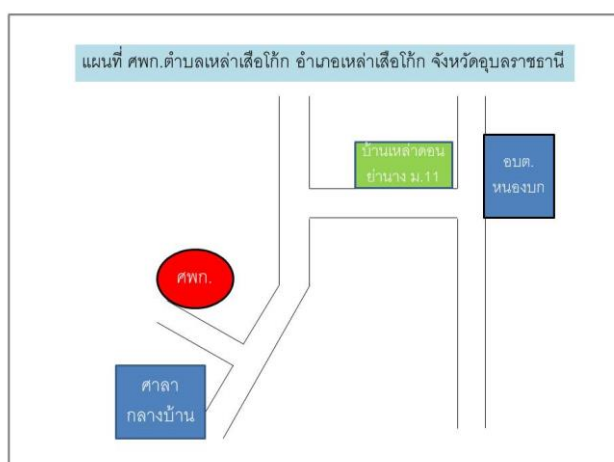 แผนที่ ศพก.ตำบลเหล่าเสือโก้ก อำเภอเหล่าเสือโก้ก จังหวัดอุบลราชธานี
บ้านเหล่าดอน
ย่านาง ม.11
อบต.
หนองบก
ศพก.
ศาลา
กลางบ้าน